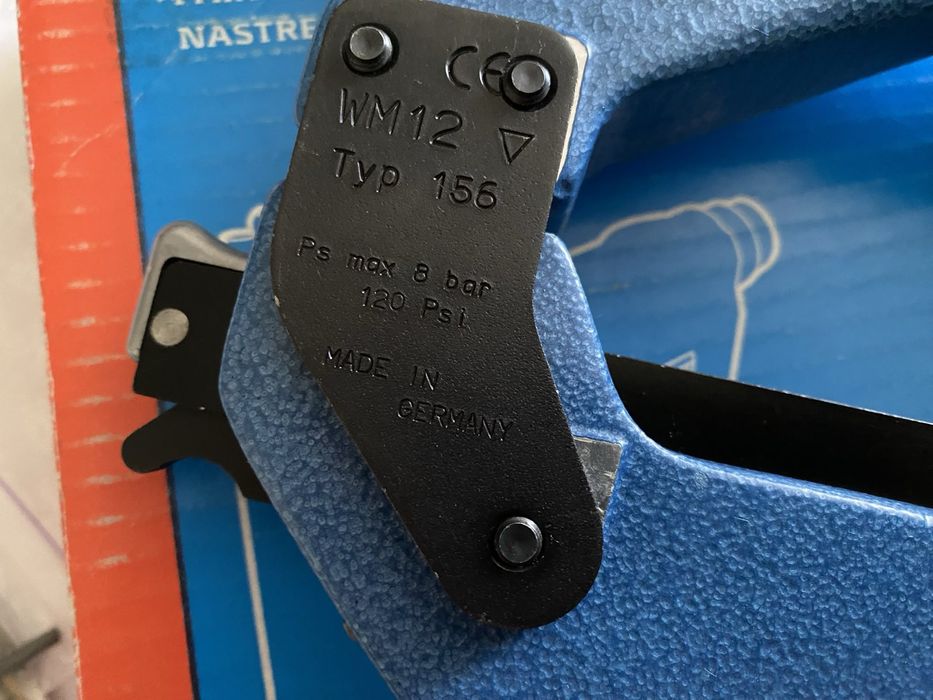 NASTRE
CE
WM12
Typ 156
Ps max 8 bar
120 Psi
MADE IN
GERMANY